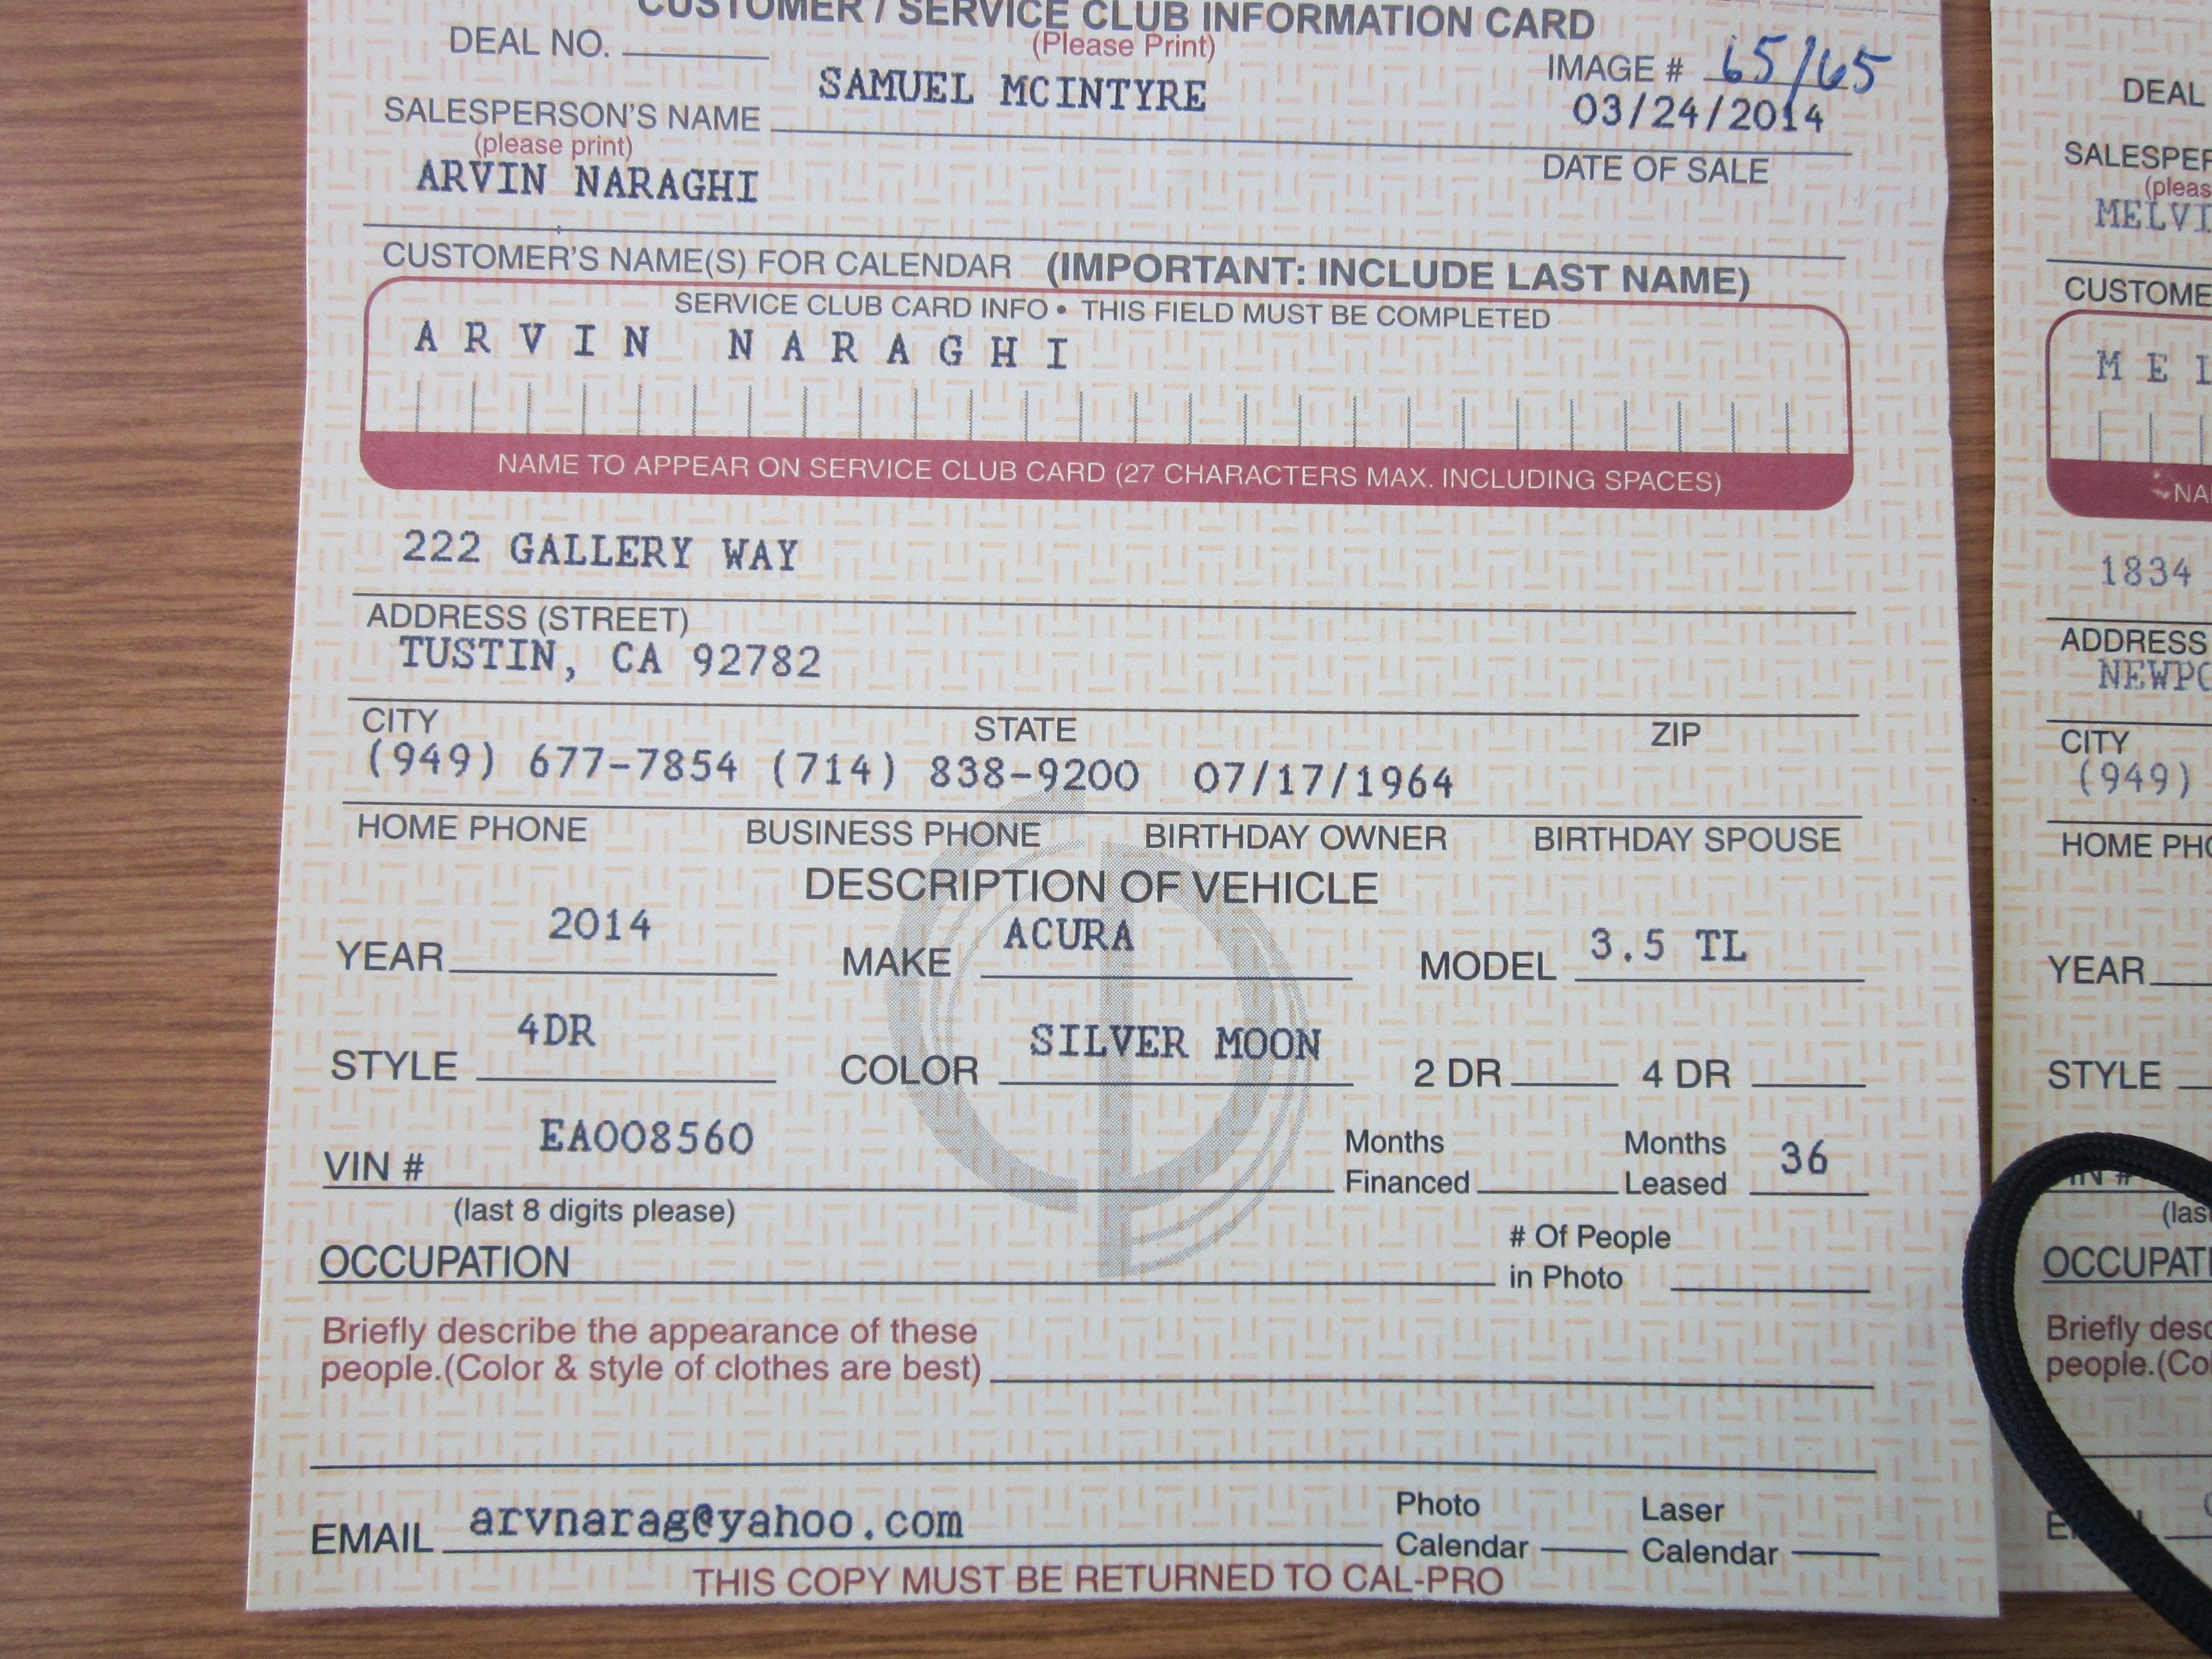 CUSTOMER / SERVICE CLUB INFORMATION CARD
(Please Print)
DEAL NO.
IMAGE # 65/65
SAMUEL MCINTYRE
03/24/2014
SALESPERSON'S NAME
(please print)
DATE OF SALE
ARVIN NARAGHI
CUSTOMER'S NAME(S) FOR CALENDAR (IMPORTANT: INCLUDE LAST NAME)
SERVICE CLUB CARD INFO • THIS FIELD MUST BE COMPLETED
A R V I N   N A R A G H I
NAME TO APPEAR ON SERVICE CLUB CARD (27 CHARACTERS MAX. INCLUDING SPACES)
222 GALLERY WAY
ADDRESS (STREET)
TUSTIN, CA 92782
CITY STATE ZIP
(949) 677-7854 (714) 838-9200 07/17/1964
HOME PHONE BUSINESS PHONE BIRTHDAY OWNER BIRTHDAY SPOUSE
DESCRIPTION OF VEHICLE
YEAR 2014 MAKE ACURA MODEL 3.5 TL
STYLE 4DR COLOR SILVER MOON 2 DR 4 DR
VIN # EA008560 Months Financed Months Leased 36
(last 8 digits please)
OCCUPATION # Of People in Photo
Briefly describe the appearance of these
people.(Color & style of clothes are best)
EMAIL arvnarag@yahoo.com Photo Calendar Laser Calendar
THIS COPY MUST BE RETURNED TO CAL-PRO
DEAL
SALESPER
(pleas
MELVI
CUSTOME
M E L
NA
1834
ADDRESS
NEWPO
CITY
(949)
HOME PHO
YEAR
STYLE
IN #
(las
OCCUPATI
Briefly desc
people.(Col